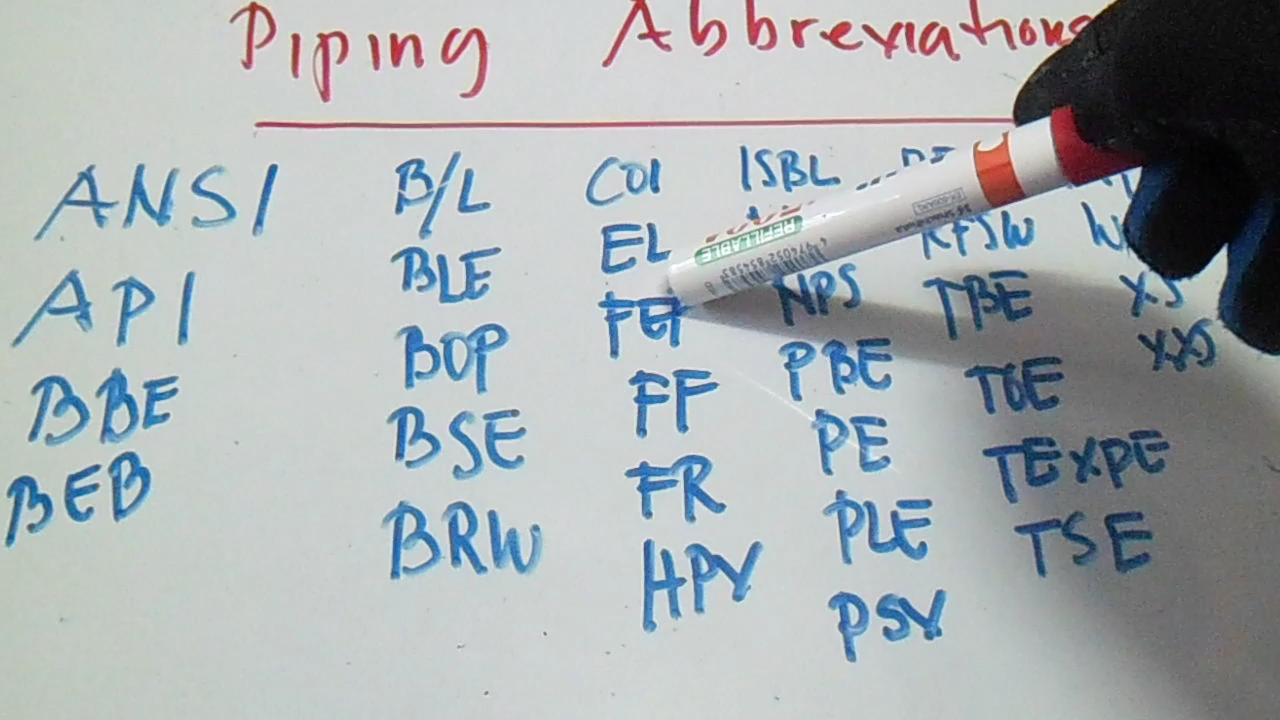 Piping Abbreviations
ANSI
API
BBE
BEB
B/L
BLE
BOP
BSE
BRW
COI
EL
FF
FR
HPV
ISBL
NPS
PBE
PE
PLE
PSV
RFSW
TBE
TOE
TEXPE
TSE
XS
XXS
REFILLABLE